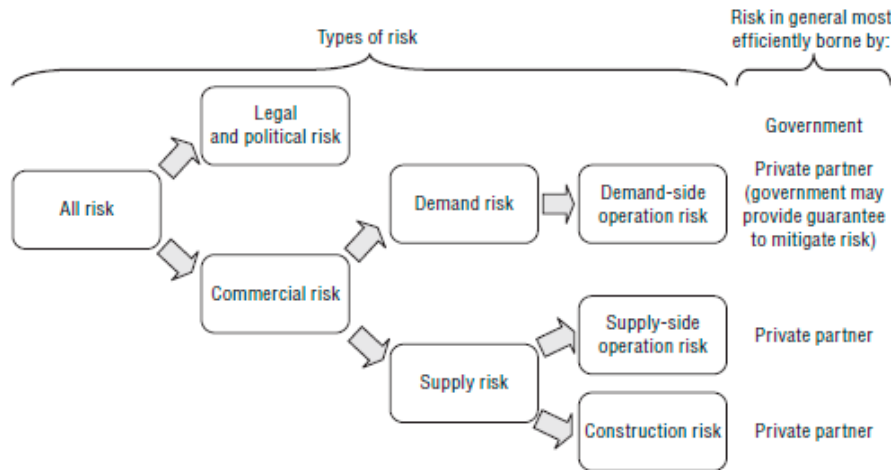 Types of risk
Risk in general most
efficiently borne by:
Legal
and political risk
Government
All risk
Demand risk
Demand-side
operation risk
Private partner
(government may
provide guarantee
to mitigate risk)
Commercial risk
Supply-side
operation risk
Private partner
Supply risk
Construction risk
Private partner